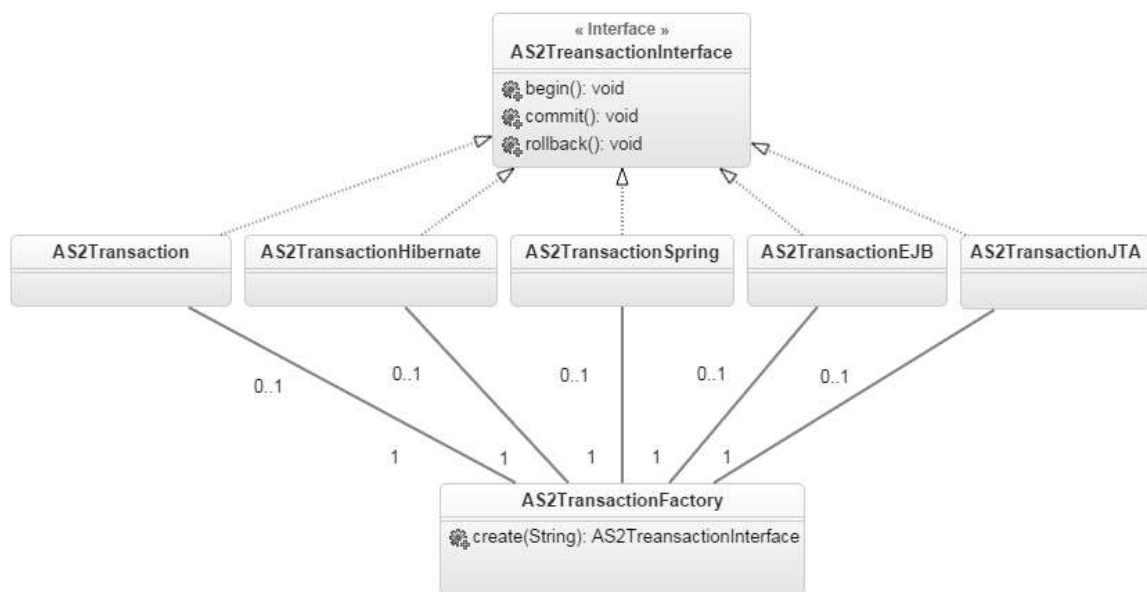 « Interface »
AS2TreansactionInterface
begin(): void
commit(): void
rollback(): void
AS2Transaction
AS2TransactionHibernate
AS2TransactionSpring
AS2TransactionEJB
AS2TransactionJTA
0..1
0..1
0..1
0..1
0..1
1
1
1
1
1
AS2TransactionFactory
create(String): AS2TreansactionInterface